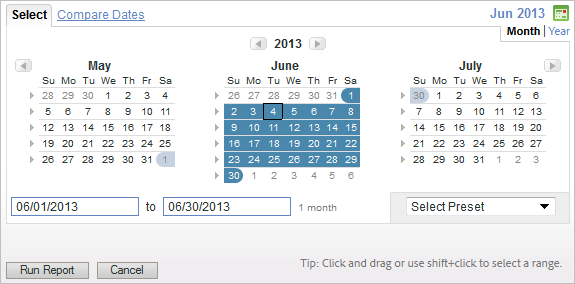 Select Compare Dates Jun 2013
Month | Year
2013
May June July
Su Mo Tu We Th Fr Sa Su Mo Tu We Th Fr Sa Su Mo Tu We Th Fr Sa
28 29 30 1 2 3 4 26 27 28 29 30 31 1 30 1 2 3 4 5 6
5 6 7 8 9 10 11 2 3 4 5 6 7 8 7 8 9 10 11 12 13
12 13 14 15 16 17 18 9 10 11 12 13 14 15 14 15 16 17 18 19 20
19 20 21 22 23 24 25 16 17 18 19 20 21 22 21 22 23 24 25 26 27
26 27 28 29 30 31 1 23 24 25 26 27 28 29 28 29 30 31 1 2 3
30 1 2 3 4 5 6
06/01/2013 to 06/30/2013 1 month Select Preset
Tip: Click and drag or use shift+click to select a range.
Run Report Cancel